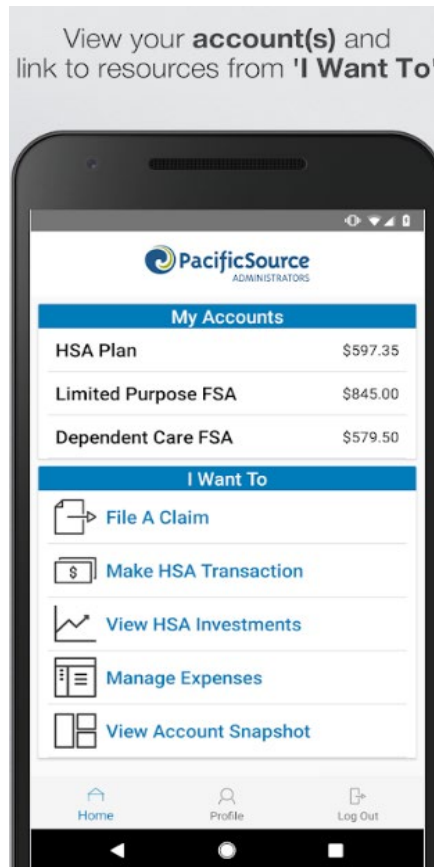 View your account(s) and
link to resources from 'I Want To'
PacificSource
ADMINISTRATORS
My Accounts
HSA Plan $597.35
Limited Purpose FSA $845.00
Dependent Care FSA $579.50
I Want To
File A Claim
$ Make HSA Transaction
View HSA Investments
Manage Expenses
View Account Snapshot
Home Profile Log Out